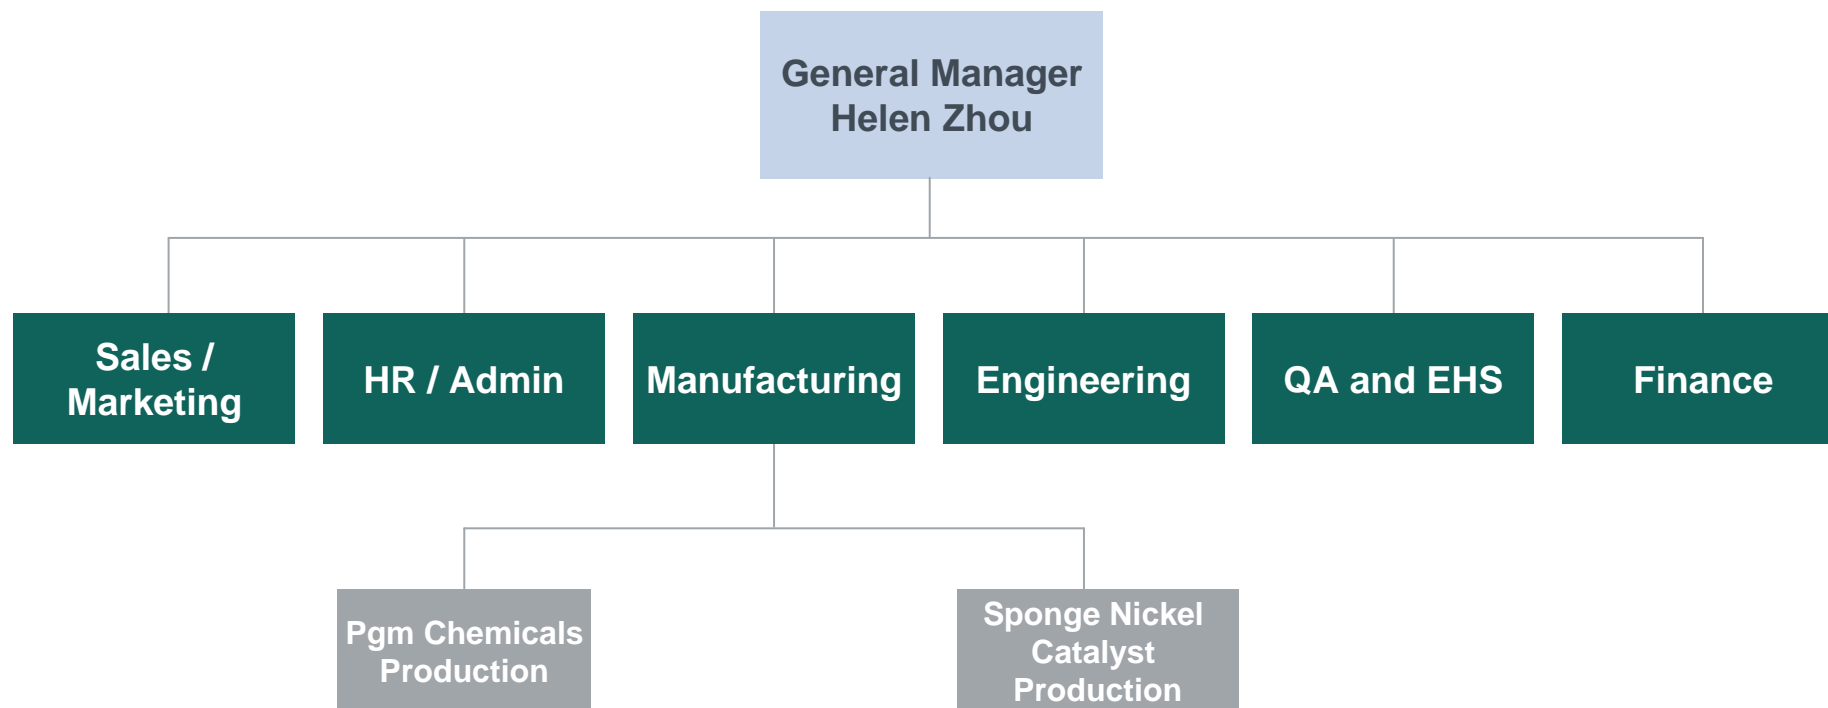 General Manager
Helen Zhou
Sales /
Marketing
HR / Admin
Manufacturing
Engineering
QA and EHS
Finance
Pgm Chemicals
Production
Sponge Nickel
Catalyst
Production